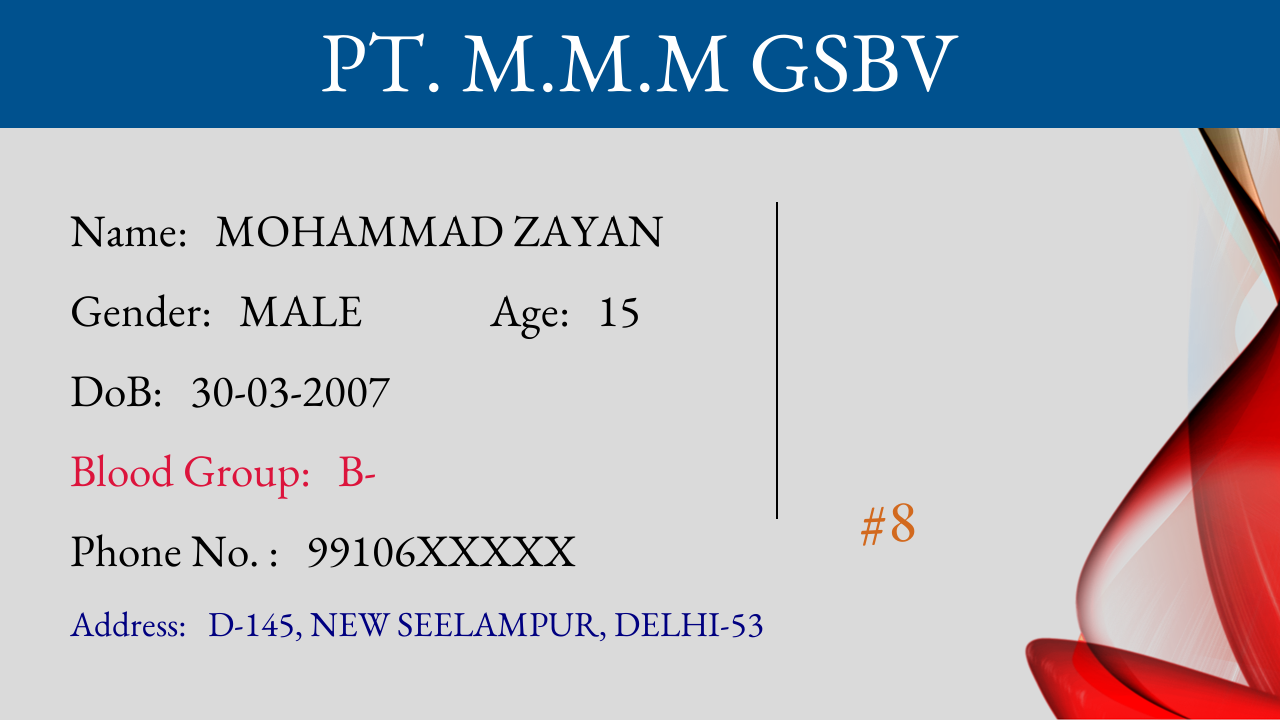 PT. M.M.M GSBV
Name: MOHAMMAD ZAYAN
Gender: MALE Age: 15
DoB: 30-03-2007
Blood Group: B-
#8
Phone No. : 99106XXXXX
Address: D-145, NEW SEELAMPUR, DELHI-53